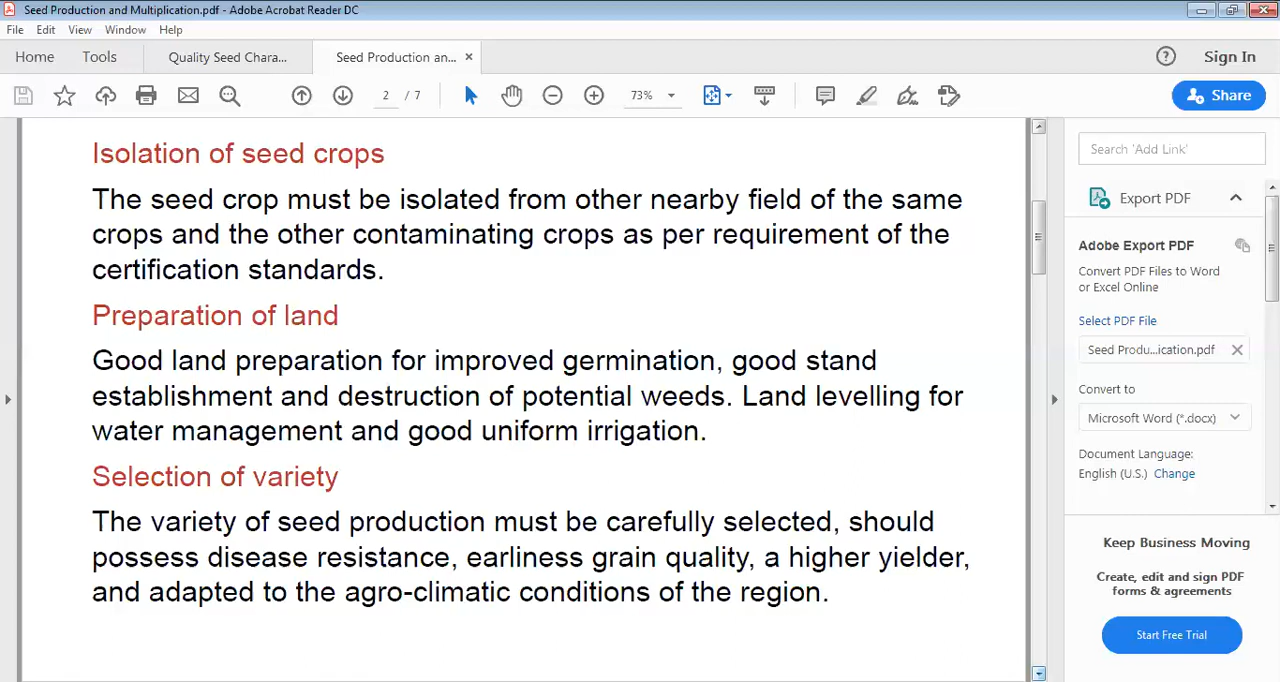 Seed Production and Multiplication.pdf - Adobe Acrobat Reader DC
File Edit View Window Help
Home Tools Quality Seed Chara... Seed Production an... ×
Sign In
2 / 7 73% Share
Isolation of seed crops
The seed crop must be isolated from other nearby field of the same
crops and the other contaminating crops as per requirement of the
certification standards.
Preparation of land
Good land preparation for improved germination, good stand
establishment and destruction of potential weeds. Land levelling for
water management and good uniform irrigation.
Selection of variety
The variety of seed production must be carefully selected, should
possess disease resistance, earliness grain quality, a higher yielder,
and adapted to the agro-climatic conditions of the region.
Search 'Add Link'
Export PDF
Adobe Export PDF
Convert PDF Files to Word
or Excel Online
Select PDF File
Seed Produ...ication.pdf
Convert to
Microsoft Word (*.docx)
Document Language:
English (U.S.) Change
Keep Business Moving
Create, edit and sign PDF
forms & agreements
Start Free Trial